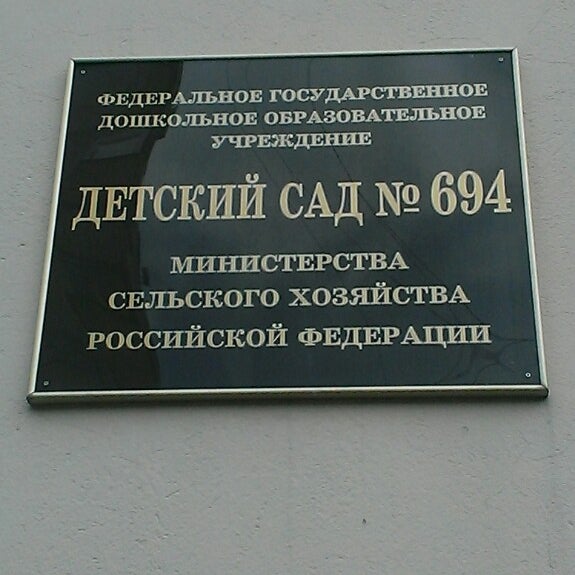 ФЕДЕРАЛЬНОЕ ГОСУДАРСТВЕННОЕ
ДОШКОЛЬНОЕ ОБРАЗОВАТЕЛЬНОЕ
УЧРЕЖДЕНИЕ
ДЕТСКИЙ САД № 694
МИНИСТЕРСТВА
СЕЛЬСКОГО ХОЗЯЙСТВА
РОССИЙСКОЙ ФЕДЕРАЦИИ